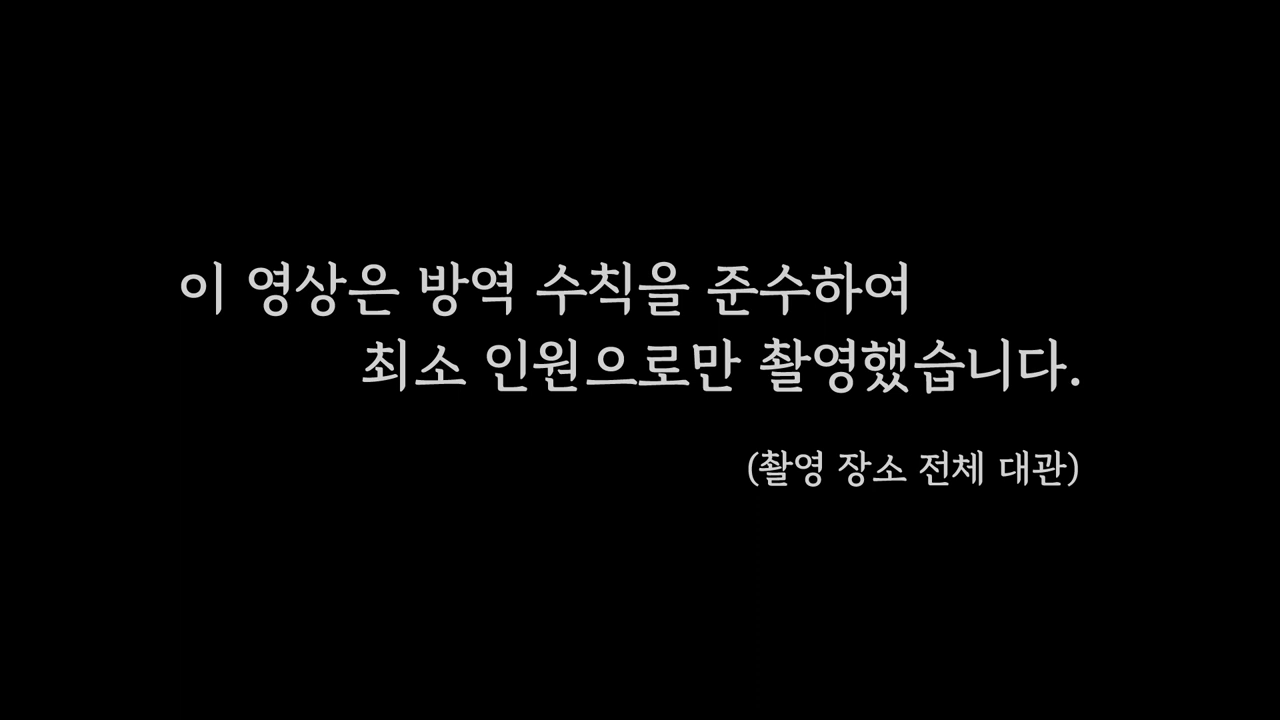 이 영상은 방역 수칙을 준수하여
최소 인원으로만 촬영했습니다.
(촬영 장소 전체 대관)